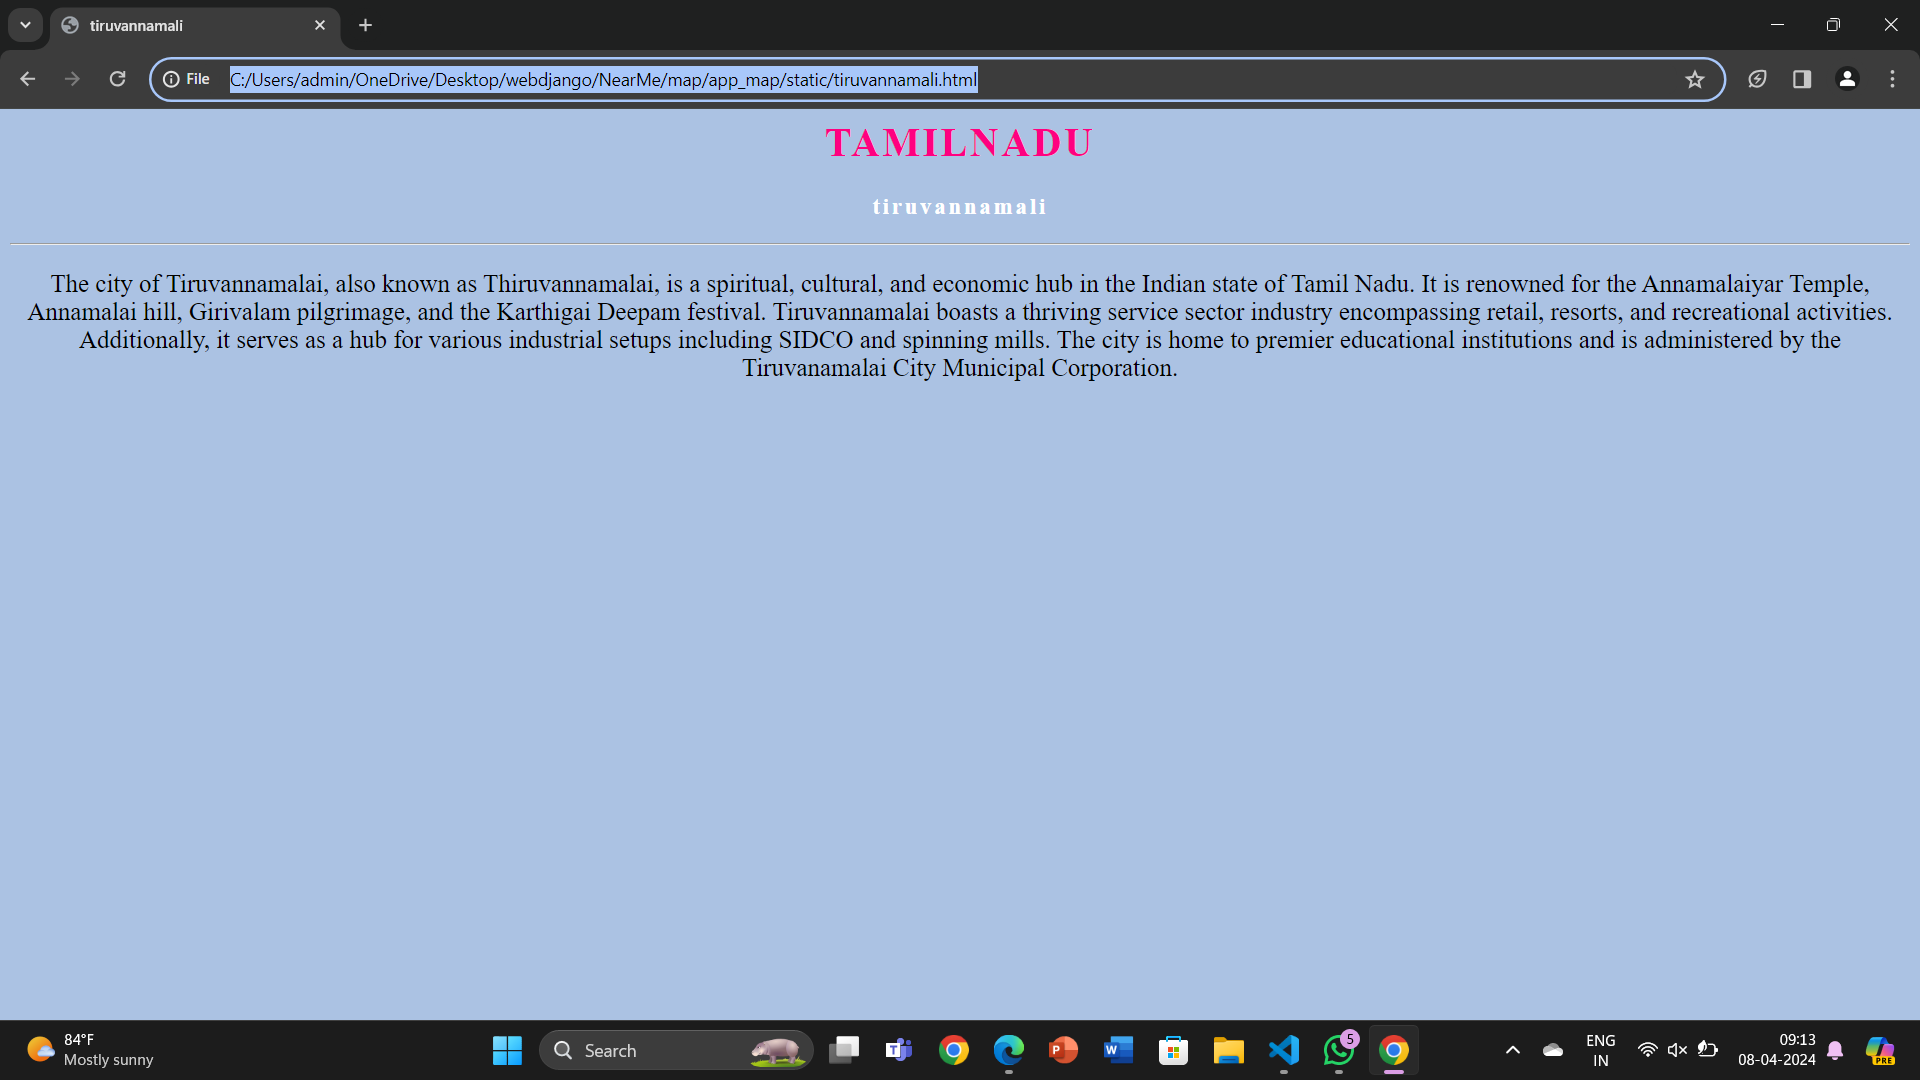 tiruvannamali
File C:/Users/admin/OneDrive/Desktop/webdjango/NearMe/map/app_map/static/tiruvannamali.html
TAMILNADU
tiruvannamali
The city of Tiruvannamalai, also known as Thiruvannamalai, is a spiritual, cultural, and economic hub in the Indian state of Tamil Nadu. It is renowned for the Annamalaiyar Temple,
Annamalai hill, Girivalam pilgrimage, and the Karthigai Deepam festival. Tiruvannamalai boasts a thriving service sector industry encompassing retail, resorts, and recreational activities.
Additionally, it serves as a hub for various industrial setups including SIDCO and spinning mills. The city is home to premier educational institutions and is administered by the
Tiruvanamalai City Municipal Corporation.
84°F
Mostly sunny
Search
T
P
W
5
ENG
IN
09:13
08-04-2024
PRE